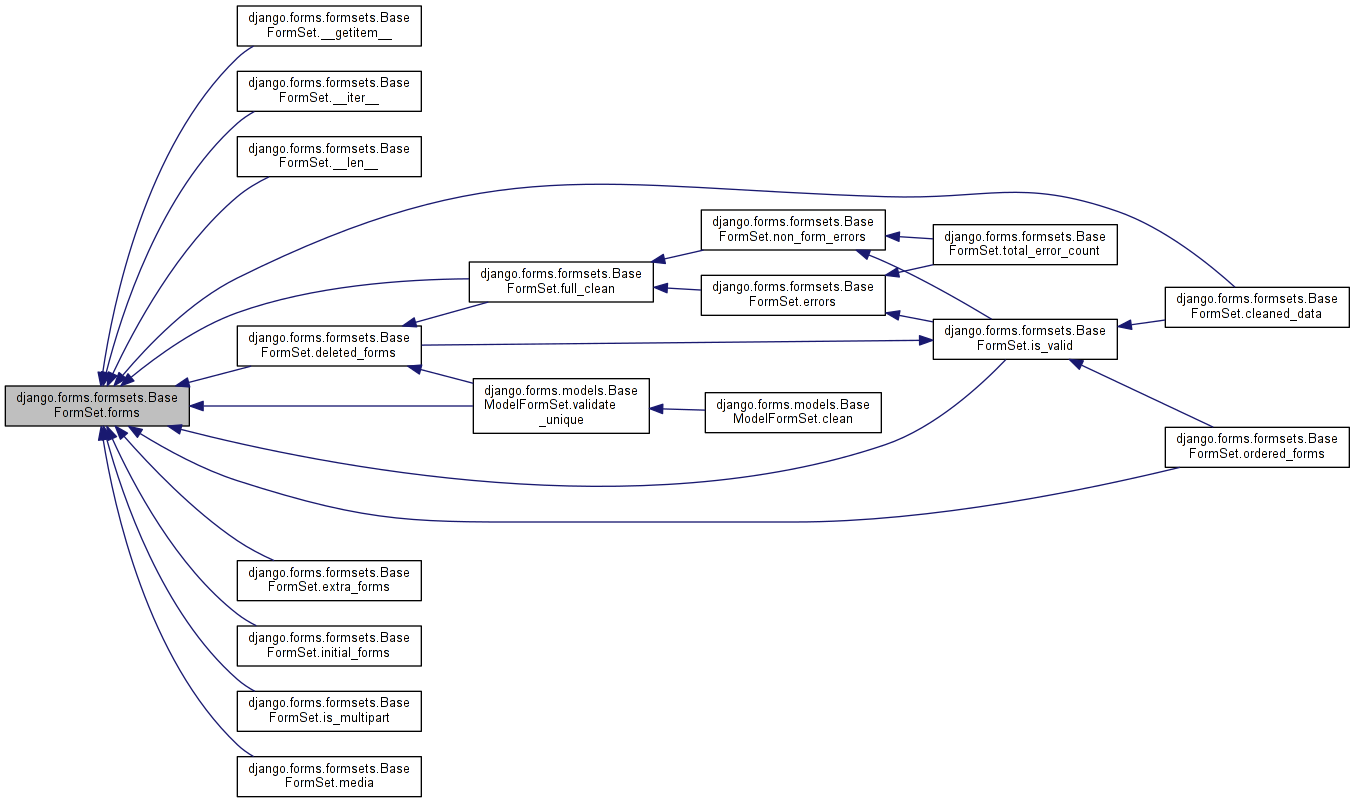 django.forms.formsets.Base
FormSet.__getitem__
django.forms.formsets.Base
FormSet.__iter__
django.forms.formsets.Base
FormSet.__len__
django.forms.formsets.Base
FormSet.non_form_errors
django.forms.formsets.Base
FormSet.total_error_count
django.forms.formsets.Base
FormSet.full_clean
django.forms.formsets.Base
FormSet.errors
django.forms.formsets.Base
FormSet.cleaned_data
django.forms.formsets.Base
FormSet.deleted_forms
django.forms.formsets.Base
FormSet.is_valid
django.forms.formsets.Base
FormSet.forms
django.forms.models.Base
ModelFormSet.validate
_unique
django.forms.models.Base
ModelFormSet.clean
django.forms.formsets.Base
FormSet.ordered_forms
django.forms.formsets.Base
FormSet.extra_forms
django.forms.formsets.Base
FormSet.initial_forms
django.forms.formsets.Base
FormSet.is_multipart
django.forms.formsets.Base
FormSet.media